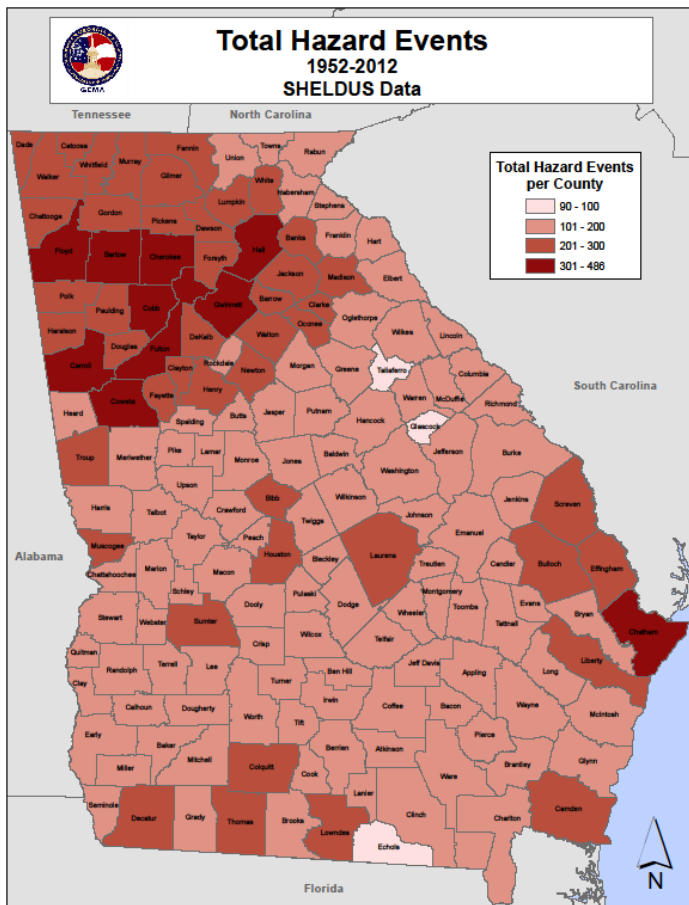 Total Hazard Events
1952-2012
SHELDUS Data
GEMA
Tennessee
North Carolina
Total Hazard Events
per County
90 - 100
101 - 200
201 - 300
301 - 486
Dade
Catoosa
Fannin
Union
Towns
Rabun
Whitfield
Murray
Walker
Gilmer
White
Habersham
Lumpkin
Stephens
Chattooga
Gordon
Pickens
Dawson
Banks
Franklin
Hart
Floyd
Bartow
Cherokee
Forsyth
Hall
Jackson
Madison
Elbert
Polk
Paulding
Cobb
Gwinnett
Barrow
Clarke
Oglethorpe
Wilkes
Lincoln
Haralson
Douglas
Fulton
DeKalb
Walton
Oconee
Carroll
Clayton
Rockdale
Newton
Morgan
Greene
Taliaferro
Columbia
South Carolina
Fayette
Henry
Warren
McDuffie
Richmond
Heard
Coweta
Spalding
Butts
Jasper
Putnam
Hancock
Glascock
Troup
Meriwether
Pike
Lamar
Monroe
Jones
Baldwin
Washington
Jefferson
Burke
Upson
Harris
Talbot
Crawford
Bibb
Twiggs
Wilkinson
Johnson
Jenkins
Screven
Emanuel
Muscogee
Taylor
Peach
Houston
Bleckley
Laurens
Treutlen
Candler
Bulloch
Effingham
Alabama
Chattahoochee
Marion
Macon
Schley
Dooly
Pulaski
Dodge
Montgomery
Wheeler
Toombs
Tattnall
Evans
Bryan
Chatham
Stewart
Webster
Sumter
Crisp
Wilcox
Telfair
Liberty
Long
Quitman
Randolph
Terrell
Lee
Turner
Ben Hill
Jeff Davis
Appling
Clay
Calhoun
Dougherty
Worth
Tift
Irwin
Coffee
Bacon
Wayne
McIntosh
Early
Baker
Mitchell
Colquitt
Berrien
Atkinson
Pierce
Brantley
Glynn
Miller
Cook
Ware
Lanier
Seminole
Decatur
Grady
Thomas
Brooks
Lowndes
Clinch
Charlton
Camden
Echols
N
Florida